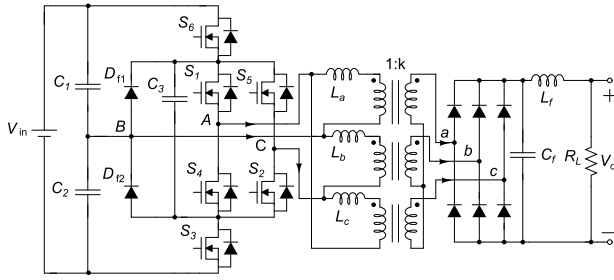 S6
1:k
Df1
C3
S1
S5
La
Lf
+
C1
A
a
Vin
B
C
Lb
b
Cf
RL
Vo
C2
Df2
S4
S2
Lc
c
S3
−